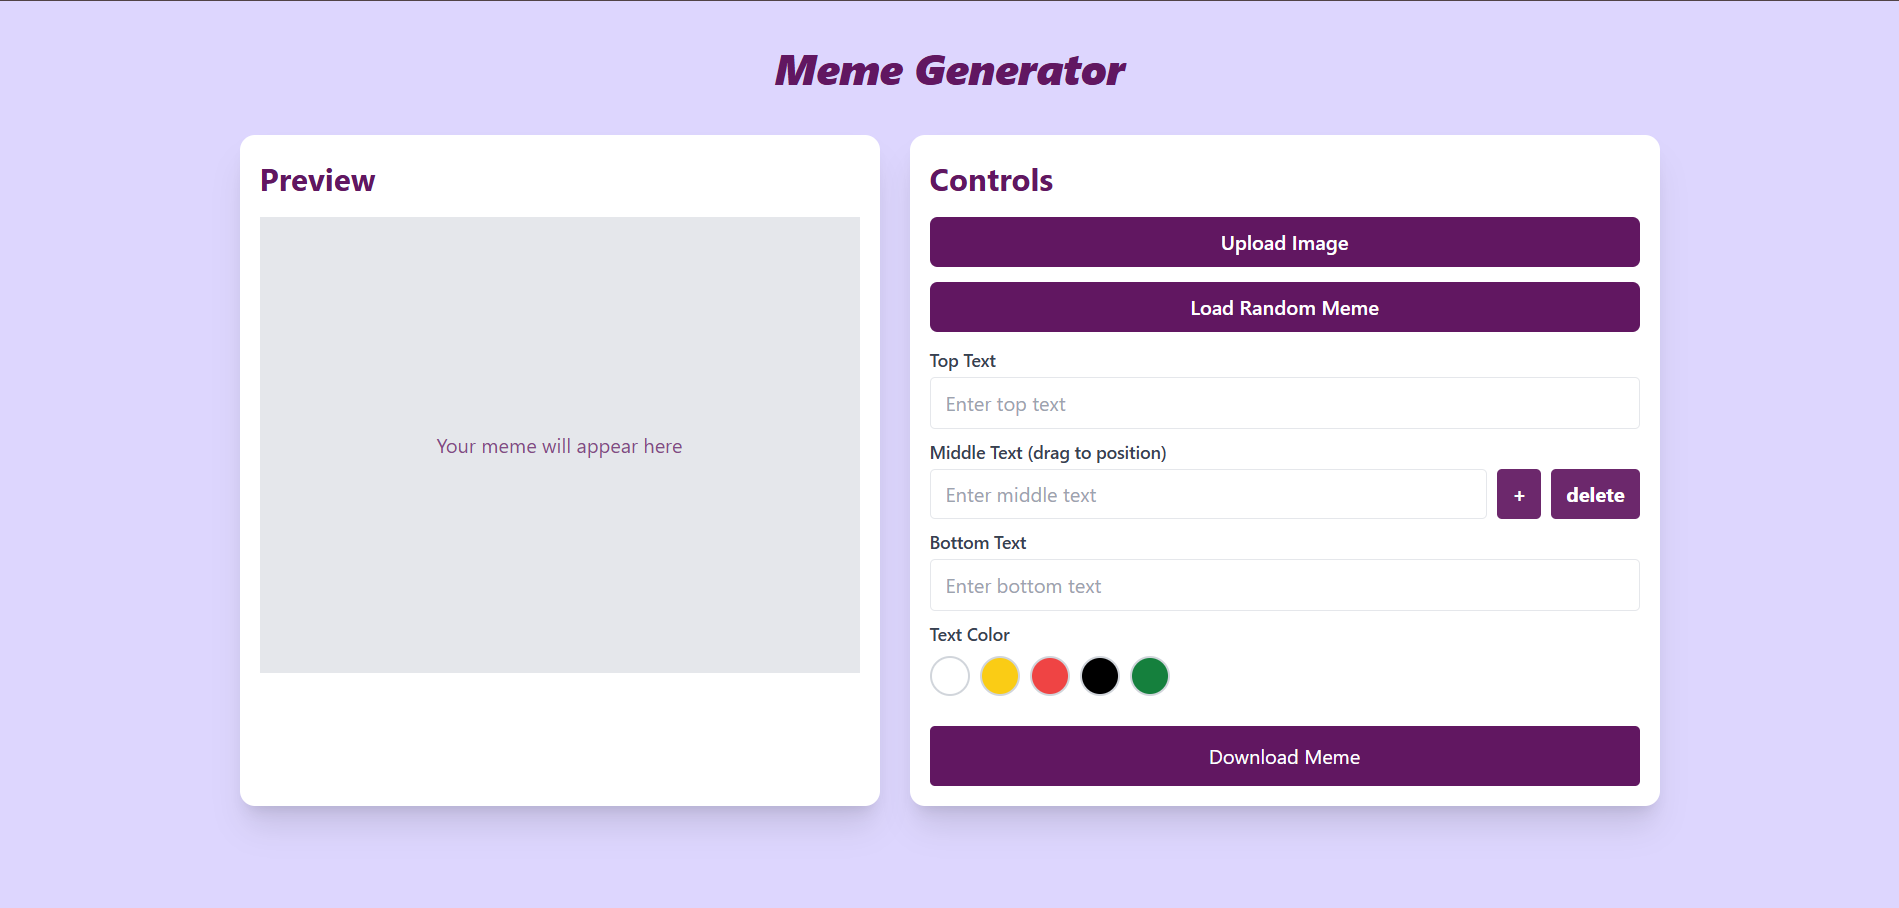 Meme Generator
Preview
Your meme will appear here
Controls
Upload Image
Load Random Meme
Top Text
Enter top text
Middle Text (drag to position)
Enter middle text
+
delete
Bottom Text
Enter bottom text
Text Color
Download Meme